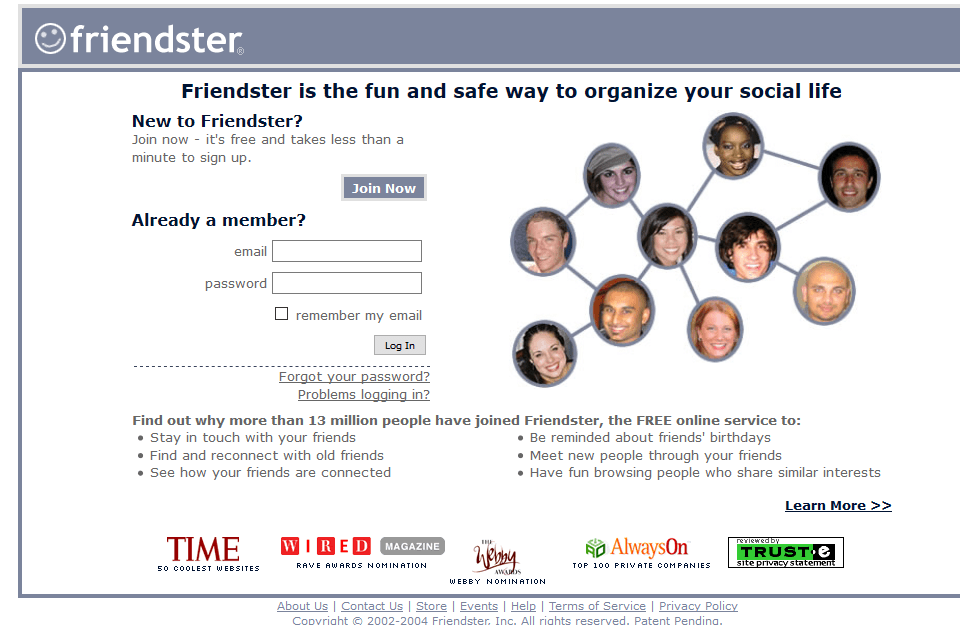 friendster®
Friendster is the fun and safe way to organize your social life
New to Friendster?
Join now - it's free and takes less than a
minute to sign up.
Join Now
Already a member?
email
password
remember my email
Log In
Forgot your password?
Problems logging in?
Find out why more than 13 million people have joined Friendster, the FREE online service to:
• Stay in touch with your friends
• Find and reconnect with old friends
• See how your friends are connected
• Be reminded about friends' birthdays
• Meet new people through your friends
• Have fun browsing people who share similar interests
Learn More >>
TIME
50 COOLEST WEBSITES
WIRED MAGAZINE
RAVE AWARDS NOMINATION
THE
Webby
AWARDS
WEBBY NOMINATION
AlwaysOn
TOP 100 PRIVATE COMPANIES
reviewed by
TRUST·e
site privacy statement
About Us | Contact Us | Store | Events | Help | Terms of Service | Privacy Policy
Copyright © 2002-2004 Friendster, Inc. All rights reserved. Patent Pending.